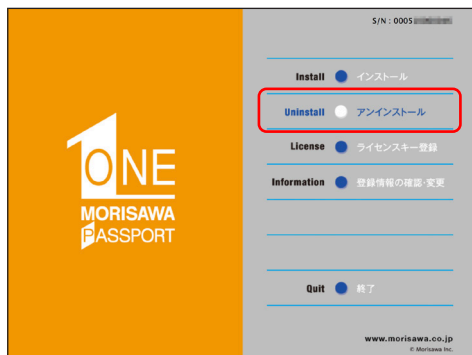 S/N : 0005
Install インストール
Uninstall アンインストール
License ライセンスキー登録
Information 登録情報の確認・変更
ONE
MORISAWA
PASSPORT
Quit 終了
www.morisawa.co.jp
© Morisawa Inc.